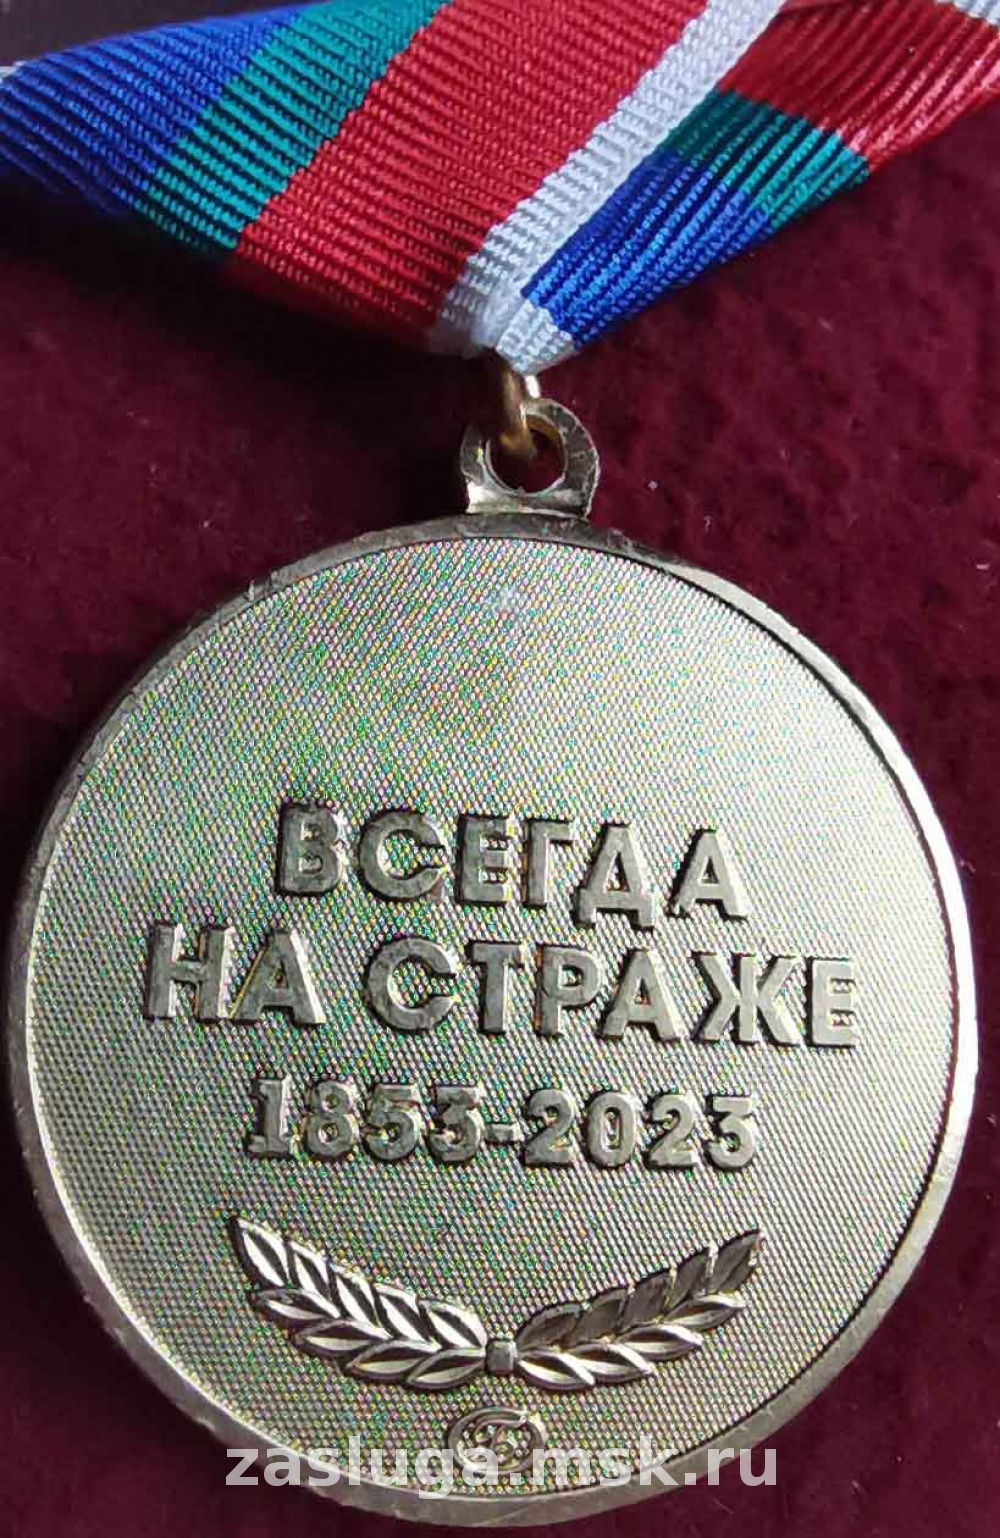 ВСЕГДА
НА СТРАЖЕ
1853-2023
zasluga.msk.ru